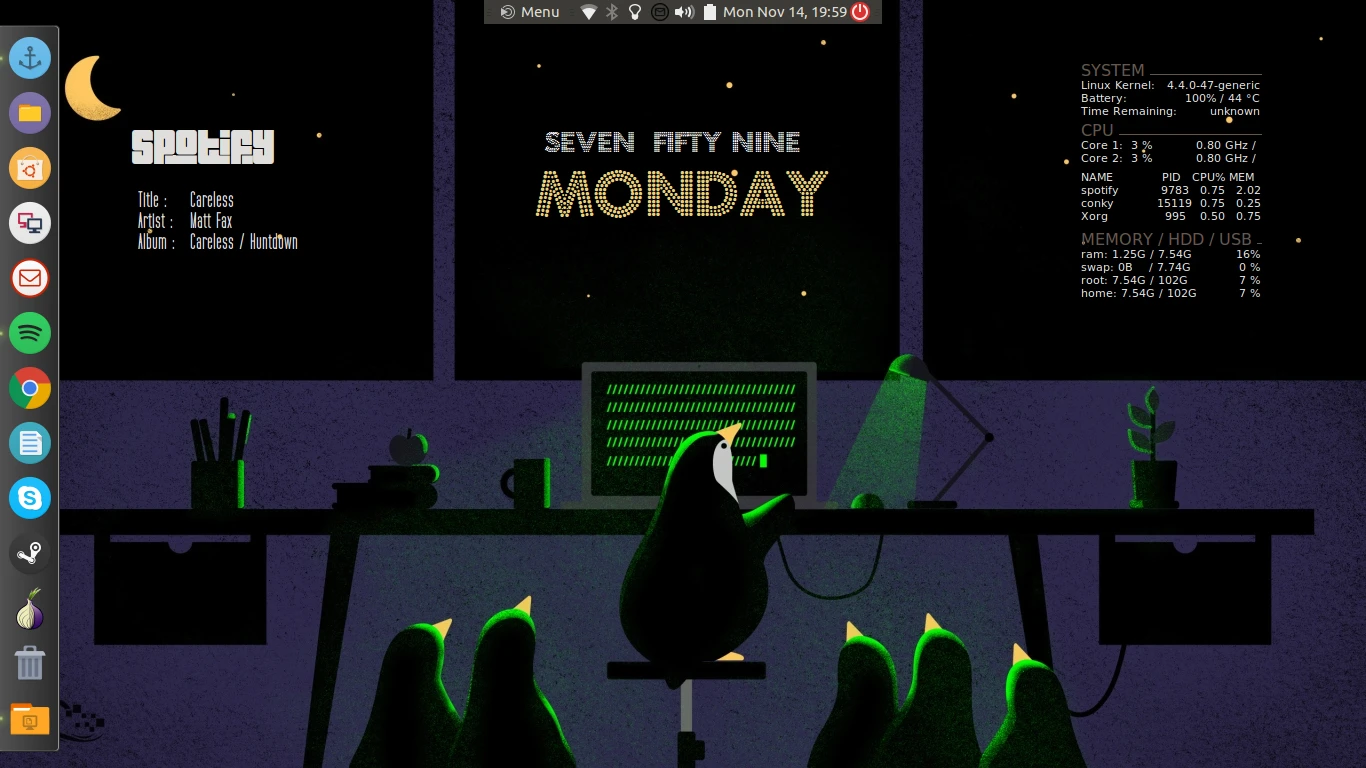 Menu
Mon Nov 14, 19:59
Spotify
Title : Careless
Artist : Matt Fax
Album : Careless / Huntdown
SEVEN FIFTY NINE
MONDAY
SYSTEM
Linux Kernel: 4.4.0-47-generic
Battery: 100% / 44 °C
Time Remaining: unknown
CPU
Core 1: 3 % 0.80 GHz /
Core 2: 3 % 0.80 GHz /
NAME PID CPU% MEM
spotify 9783 0.75 2.02
conky 15119 0.75 0.25
Xorg 995 0.50 0.75
MEMORY / HDD / USB
ram: 1.25G / 7.54G 16%
swap: 0B / 7.74G 0 %
root: 7.54G / 102G 7 %
home: 7.54G / 102G 7 %